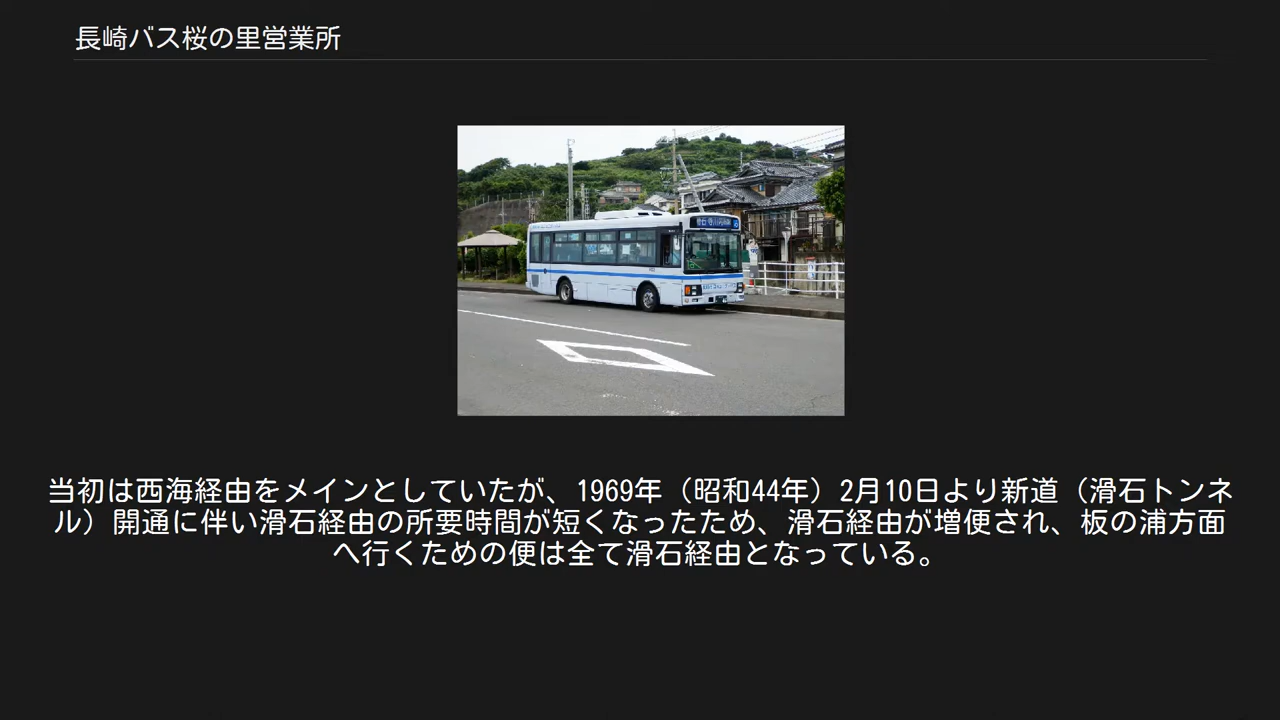 長崎バス桜の里営業所
当初は西海経由をメインとしていたが、1969年（昭和44年）2月10日より新道（滑石トンネ
ル）開通に伴い滑石経由の所要時間が短くなったため、滑石経由が増便され、板の浦方面
へ行くための便は全て滑石経由となっている。